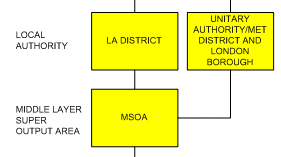 LOCAL
AUTHORITY
LA DISTRICT
UNITARY
AUTHORITY/MET
DISTRICT AND
LONDON
BOROUGH
MIDDLE LAYER
SUPER
OUTPUT AREA
MSOA